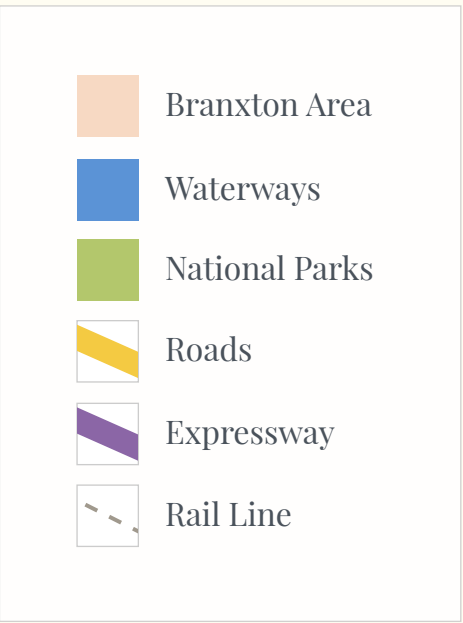 Branxton Area
Waterways
National Parks
Roads
Expressway
Rail Line